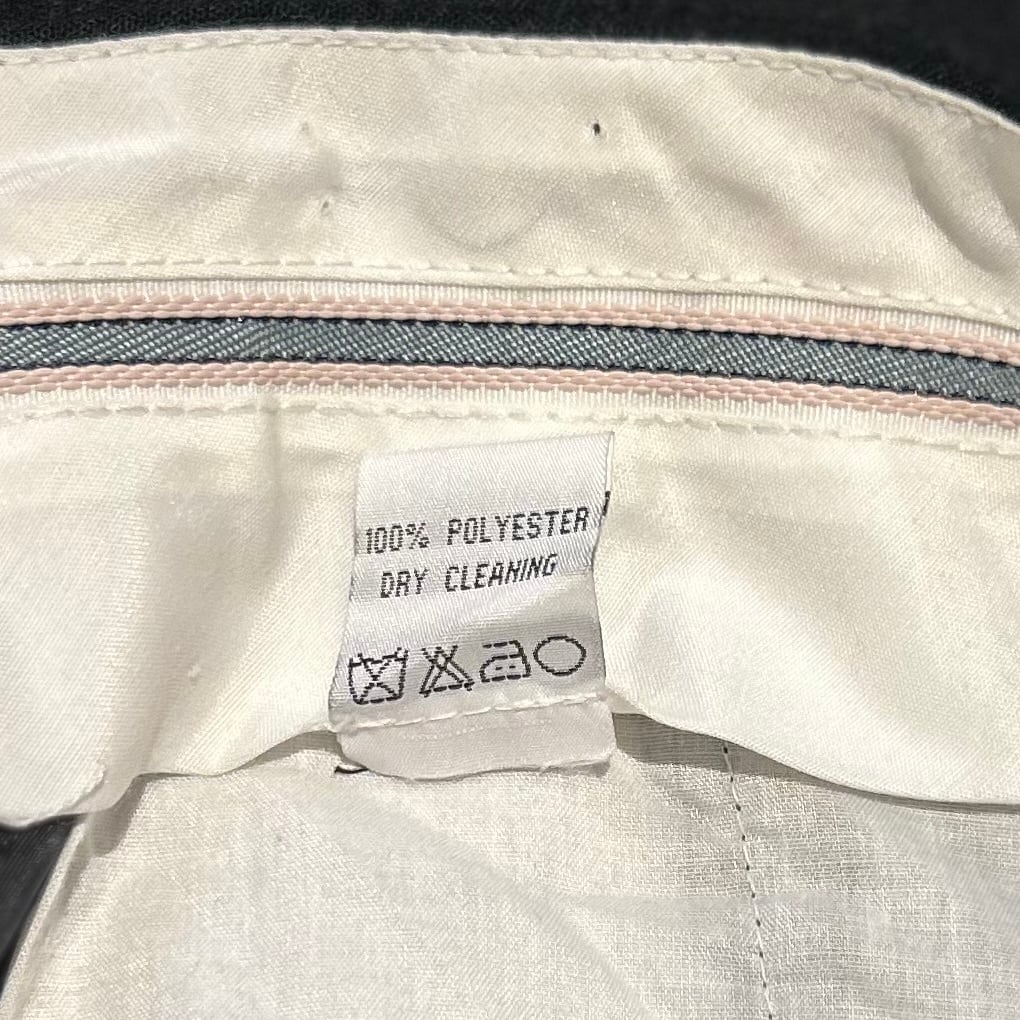 100% POLYESTER
DRY CLEANING